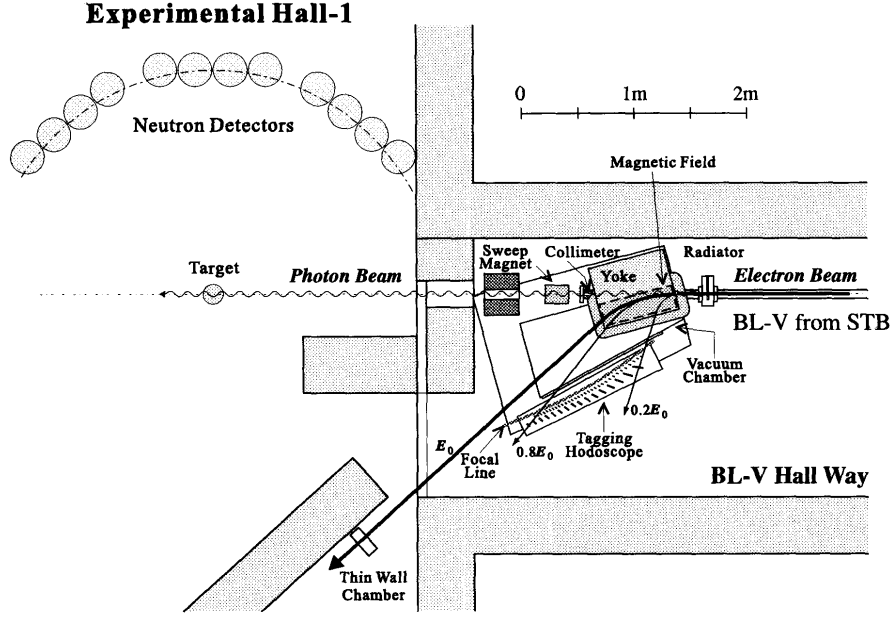 Experimental Hall-1
Neutron Detectors
0
1m
2m
Magnetic Field
Sweep
Magnet
Collimeter
Yoke
Radiator
Target
Photon Beam
Electron Beam
BL-V from STB
Vacuum
Chamber
0.2E₀
Tagging
Hodoscope
0.8E₀
E₀
Focal
Line
BL-V Hall Way
Thin Wall
Chamber